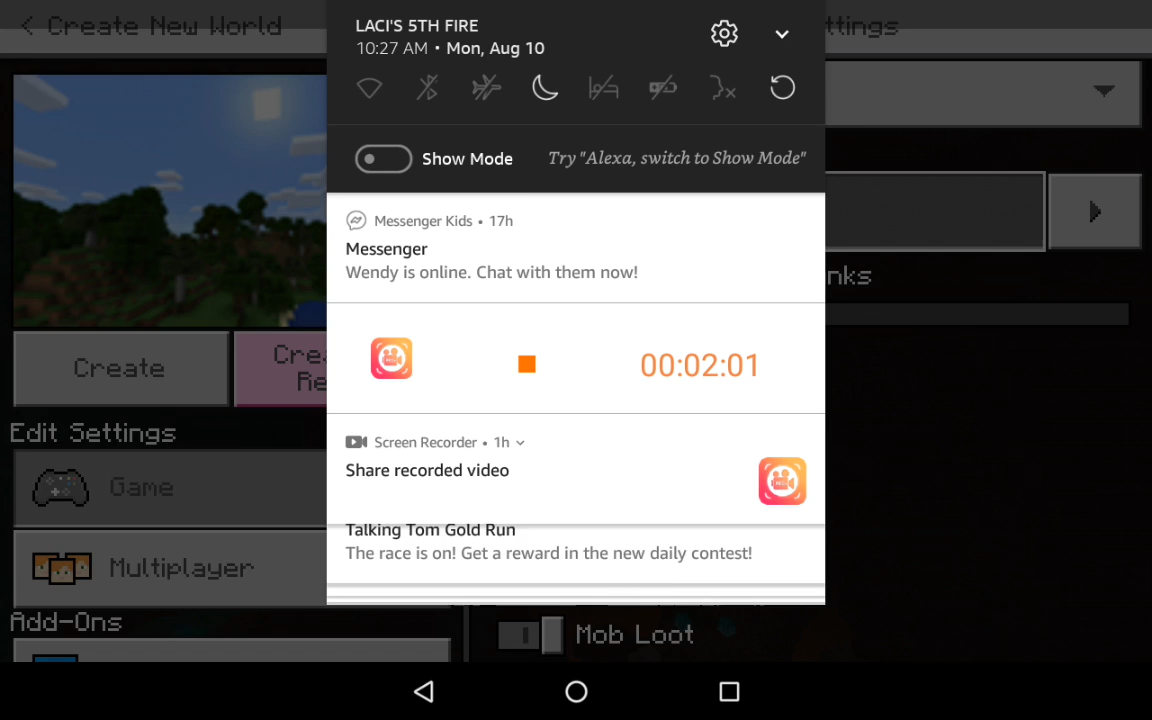 Create New World
ttings
LACI'S 5TH FIRE
10:27 AM • Mon, Aug 10
Show Mode
Try "Alexa, switch to Show Mode"
Messenger Kids • 17h
Messenger
Wendy is online. Chat with them now!
nks
00:02:01
Create
Crea
Re
Edit Settings
Screen Recorder • 1h
Share recorded video
Game
Talking Tom Gold Run
The race is on! Get a reward in the new daily contest!
Multiplayer
Add-Ons
Mob Loot